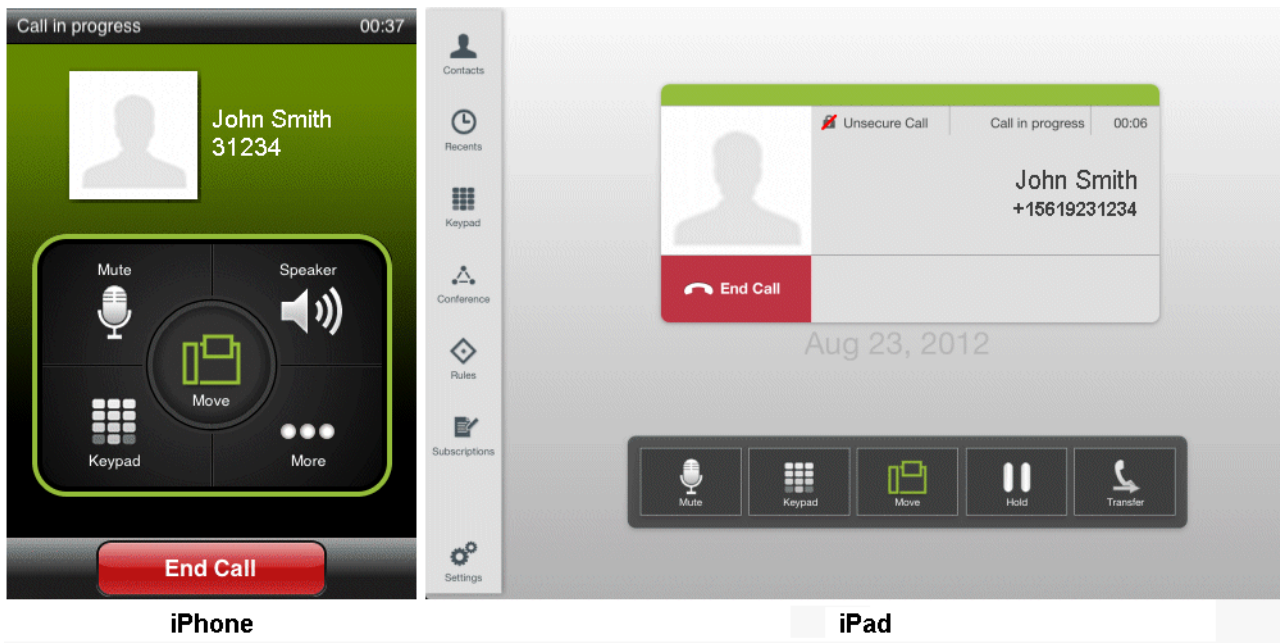 Call in progress 00:37
John Smith
31234
Mute Speaker
Move
Keypad More
End Call
iPhone
Contacts
Recents
Keypad
Conference
Rules
Subscriptions
Settings
Unsecure Call Call in progress 00:06
John Smith
+15619231234
End Call
Aug 23, 2012
Mute Keypad Move Hold Transfer
iPad